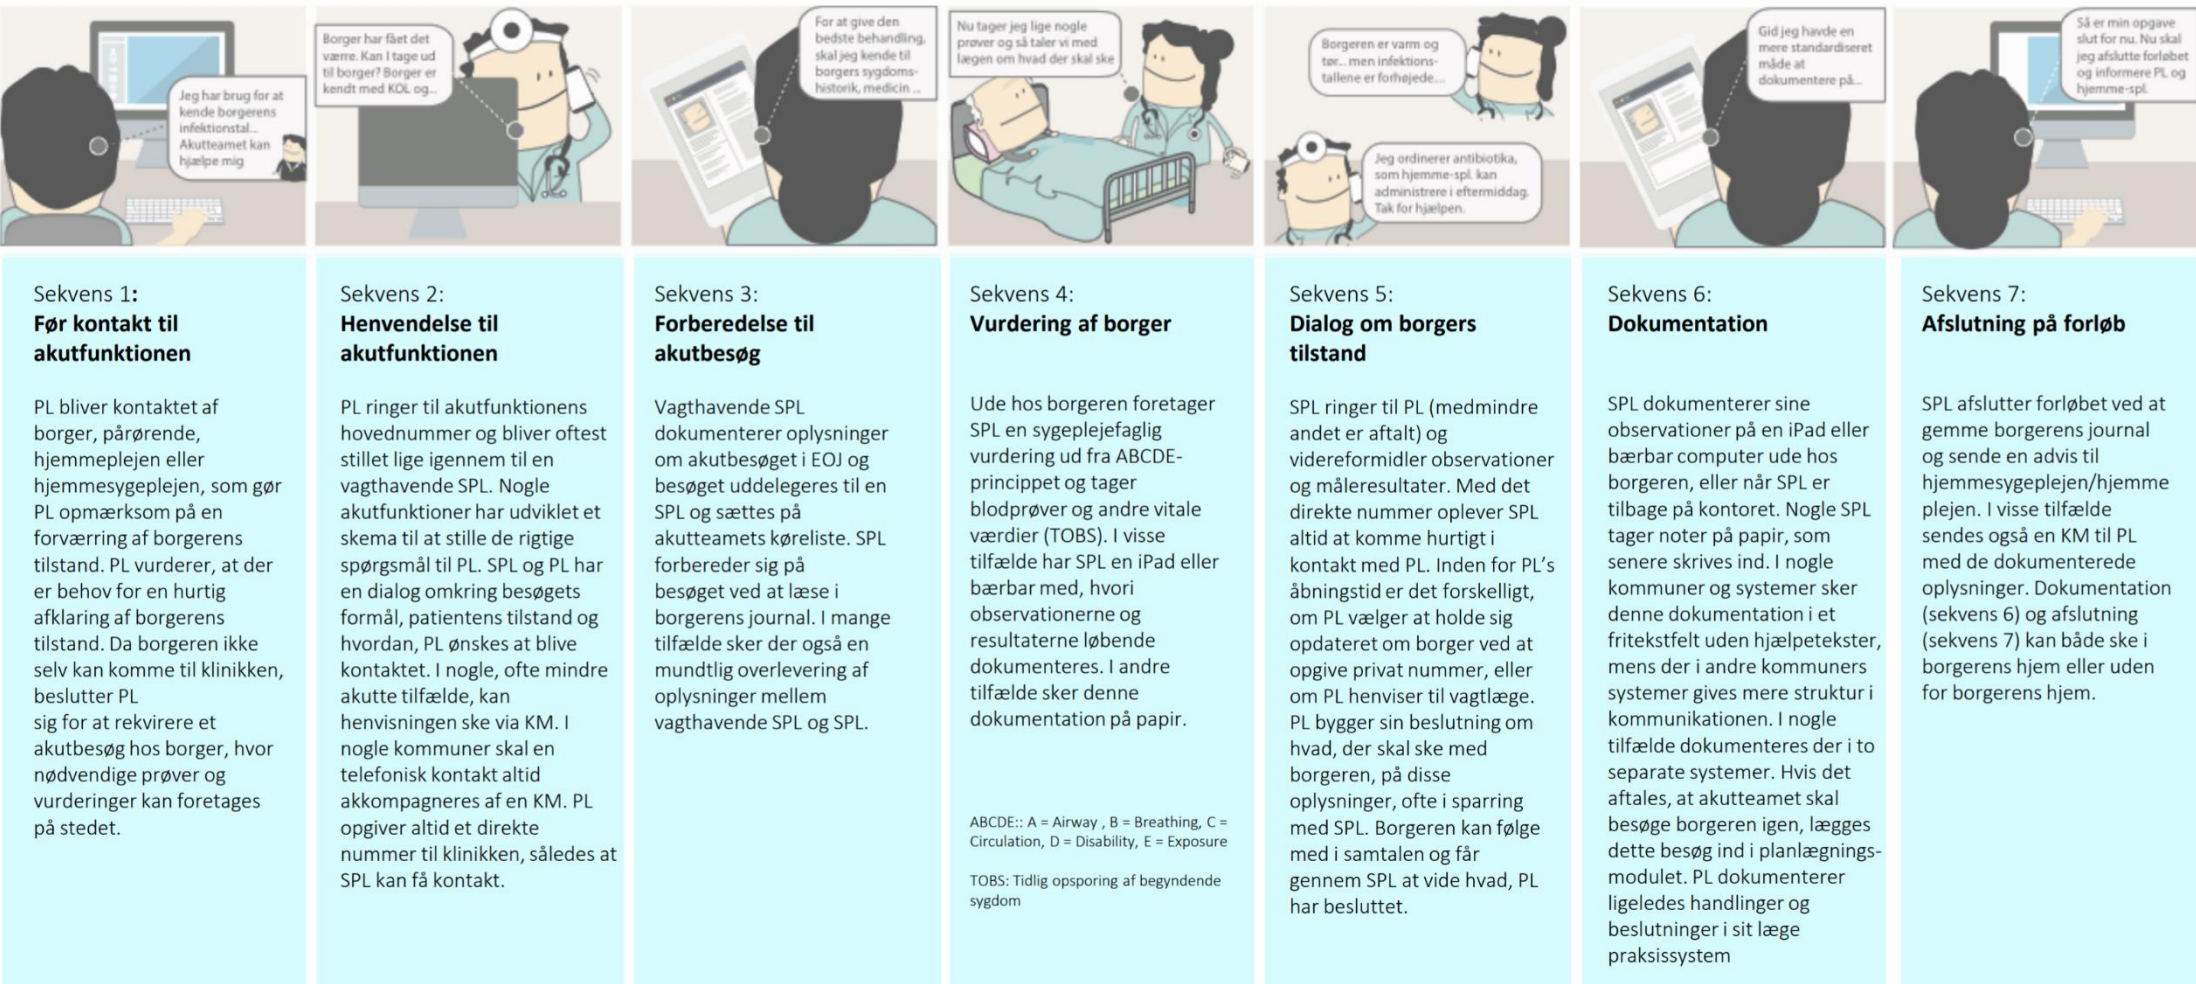 Jeg har brug for at
kende borgerens
infektionstal...
Akutteamet kan
hjælpe mig
Borger har fået det
værre. Kan I tage ud
til borger? Borger er
kendt med KOL og...
For at give den
bedste behandling,
skal jeg kende til
borgers sygdoms-
historik, medicin ..
Nu tager jeg lige nogle
prøver og så taler vi med
lægen om hvad der skal ske
Borgeren er varm og
tør... men infektions-
tallene er forhøjede....
Jeg ordinerer antibiotika,
som hjemme-spl. kan
administrere i eftermiddag.
Tak for hjælpen.
Gid jeg havde en
mere standardiseret
måde at
dokumentere på...
Så er min opgave
slut for nu. Nu skal
jeg afslutte forløbet
og informere PL og
hjemme-spl.
Sekvens 1:
Før kontakt til
akutfunktionen
PL bliver kontaktet af
borger, pårørende,
hjemmeplejen eller
hjemmesygeplejen, som gør
PL opmærksom på en
forværring af borgerens
tilstand. PL vurderer, at der
er behov for en hurtig
afklaring af borgerens
tilstand. Da borgeren ikke
selv kan komme til klinikken,
beslutter PL
sig for at rekvirere et
akutbesøg hos borger, hvor
nødvendige prøver og
vurderinger kan foretages
på stedet.
Sekvens 2:
Henvendelse til
akutfunktionen
PL ringer til akutfunktionens
hovednummer og bliver oftest
stillet lige igennem til en
vagthavende SPL. Nogle
akutfunktioner har udviklet et
skema til at stille de rigtige
spørgsmål til PL. SPL og PL har
en dialog omkring besøgets
formål, patientens tilstand og
hvordan, PL ønskes at blive
kontaktet. I nogle, ofte mindre
akutte tilfælde, kan
henvisningen ske via KM. I
nogle kommuner skal en
telefonisk kontakt altid
akkompagneres af en KM. PL
opgiver altid et direkte
nummer til klinikken, således at
SPL kan få kontakt.
Sekvens 3:
Forberedelse til
akutbesøg
Vagthavende SPL
dokumenterer oplysninger
om akutbesøget i EOJ og
besøget uddelegeres til en
SPL og sættes på
akutteamets køreliste. SPL
forbereder sig på
besøget ved at læse i
borgerens journal. I mange
tilfælde sker der også en
mundtlig overlevering af
oplysninger mellem
vagthavende SPL og SPL.
Sekvens 4:
Vurdering af borger
Ude hos borgeren foretager
SPL en sygeplejefaglig
vurdering ud fra ABCDE-
princippet og tager
blodprøver og andre vitale
værdier (TOBS). I visse
tilfælde har SPL en iPad eller
bærbar med, hvori
observationerne og
resultaterne løbende
dokumenteres. I andre
tilfælde sker denne
dokumentation på papir.
ABCDE:: A = Airway , B = Breathing, C =
Circulation, D = Disability, E = Exposure
TOBS: Tidlig opsporing af begyndende
sygdom
Sekvens 5:
Dialog om borgers
tilstand
SPL ringer til PL (medmindre
andet er aftalt) og
videreformidler observationer
og måleresultater. Med det
direkte nummer oplever SPL
altid at komme hurtigt i
kontakt med PL. Inden for PL's
åbningstid er det forskelligt,
om PL vælger at holde sig
opdateret om borger ved at
opgive privat nummer, eller
om PL henviser til vagtlæge.
PL bygger sin beslutning om
hvad, der skal ske med
borgeren, på disse
oplysninger, ofte i sparring
med SPL. Borgeren kan følge
med i samtalen og får
gennem SPL at vide hvad, PL
har besluttet.
Sekvens 6:
Dokumentation
SPL dokumenterer sine
observationer på en iPad eller
bærbar computer ude hos
borgeren, eller når SPL er
tilbage på kontoret. Nogle SPL
tager noter på papir, som
senere skrives ind. I nogle
kommuner og systemer sker
denne dokumentation i et
fritekstfelt uden hjælpetekster,
mens der i andre kommuners
systemer gives mere struktur i
kommunikationen. I nogle
tilfælde dokumenteres der i to
separate systemer. Hvis det
aftales, at akutteamet skal
besøge borgeren igen, lægges
dette besøg ind i planlægnings-
modulet. PL dokumenterer
ligeledes handlinger og
beslutninger i sit læge
praksissystem
Sekvens 7:
Afslutning på forløb
SPL afslutter forløbet ved at
gemme borgerens journal
og sende en advis til
hjemmesygeplejen/hjemme
plejen. I visse tilfælde
sendes også en KM til PL
med de dokumenterede
oplysninger. Dokumentation
(sekvens 6) og afslutning
(sekvens 7) kan både ske i
borgerens hjem eller uden
for borgerens hjem.